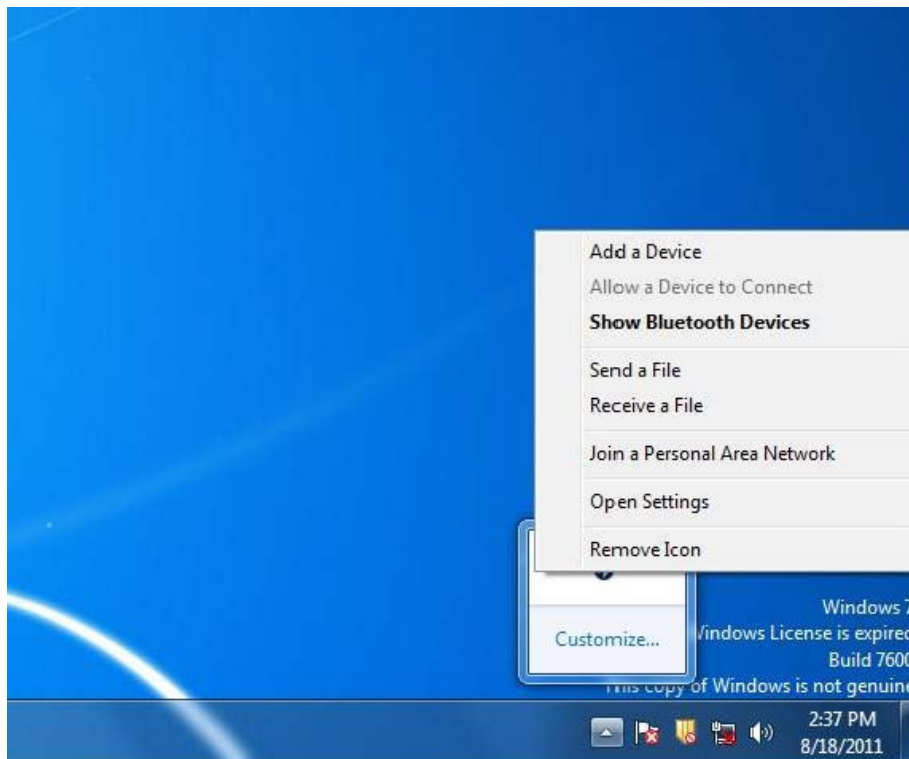 Add a Device
Allow a Device to Connect
Show Bluetooth Devices
Send a File
Receive a File
Join a Personal Area Network
Open Settings
Remove Icon
Customize...
Windows 7
Windows License is expired
Build 7600
This copy of Windows is not genuine
2:37 PM
8/18/2011